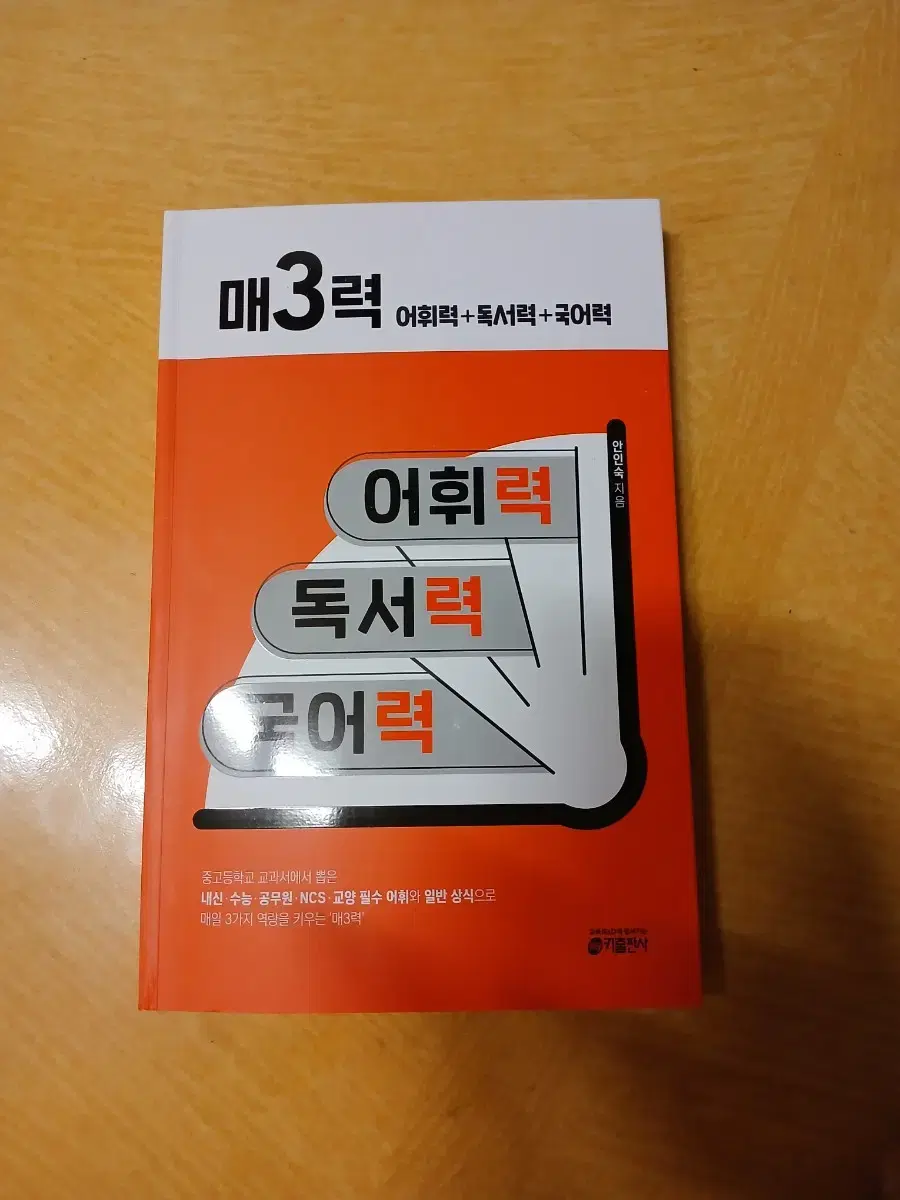 매3력 어휘력+독서력+국어력
안인숙 지음
어휘력
독서력
국어력
중고등학교 교과서에서 뽑은
내신·수능·공무원·NCS·교양 필수 어휘와 일반 상식으로
매일 3가지 역량을 키우는 '매3력'
키출판사